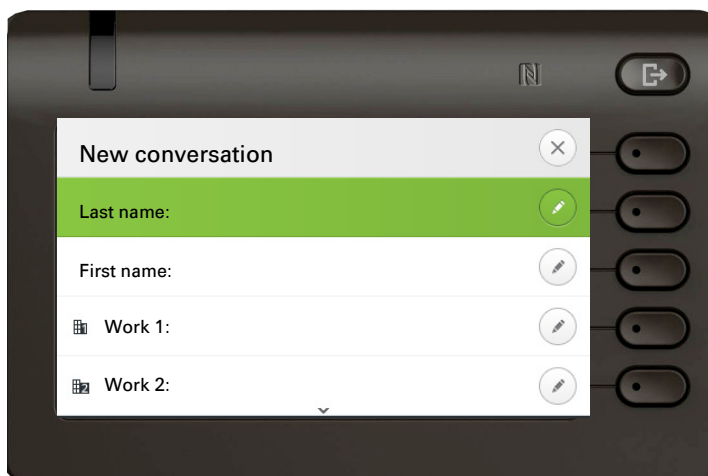 New conversation
Last name:
First name:
Work 1:
Work 2: